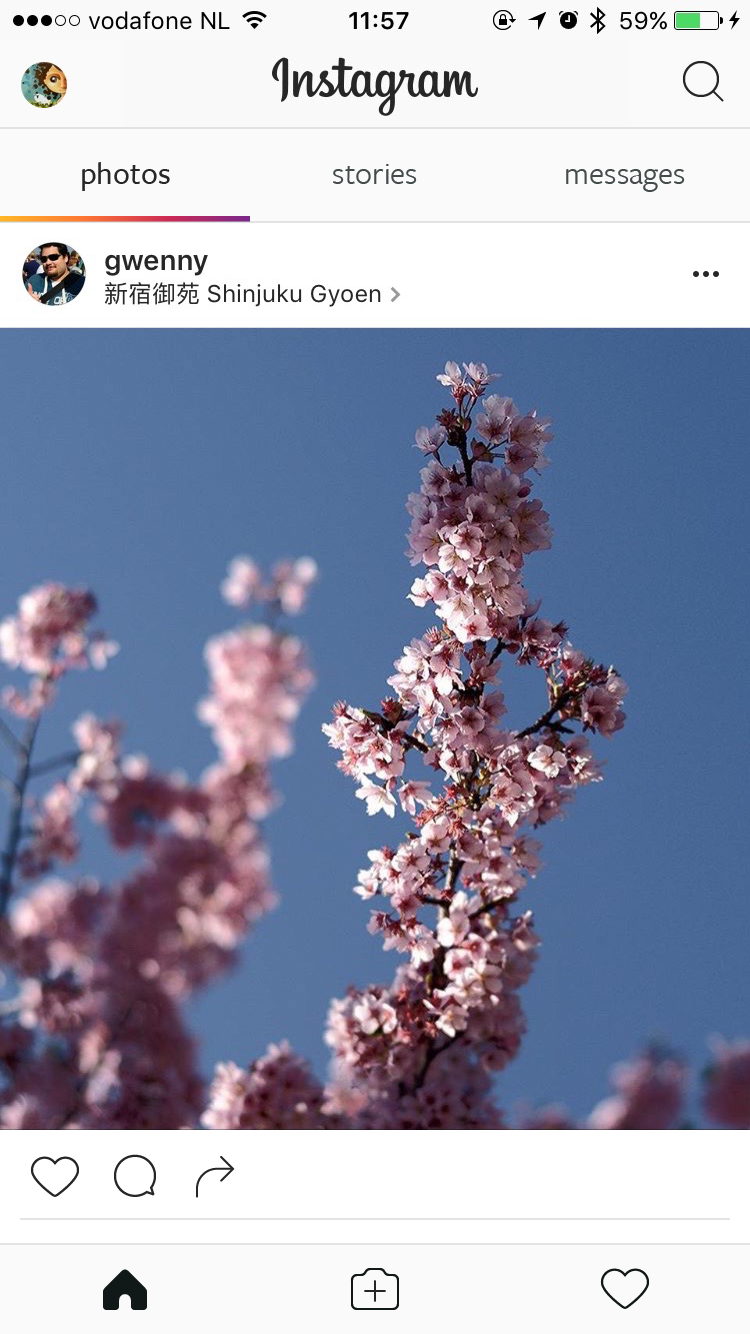 vodafone NL 11:57 59%
Instagram
photos stories messages
gwenny
新宿御苑 Shinjuku Gyoen